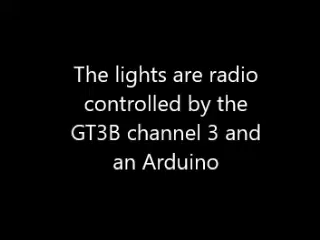 The lights are radio
controlled by the
GT3B channel 3 and
an Arduino